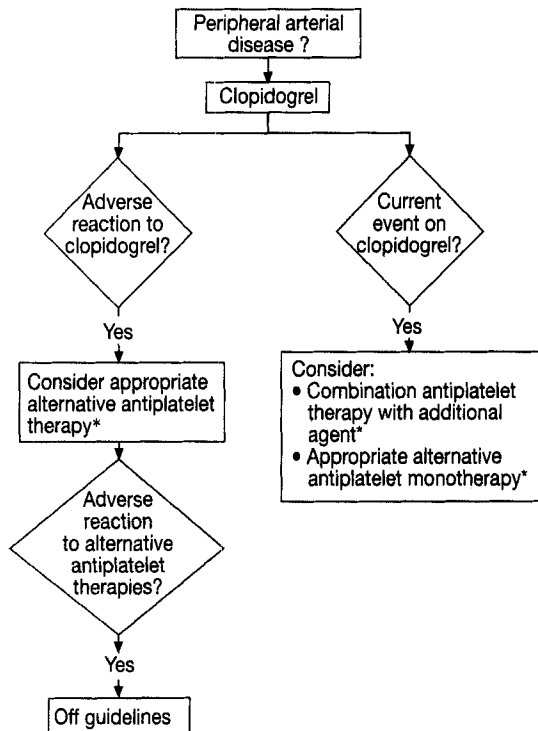 Peripheral arterial
disease ?
Clopidogrel
Adverse
reaction to
clopidogrel?
Yes
Consider appropriate
alternative antiplatelet
therapy*
Adverse
reaction
to alternative
antiplatelet
therapies?
Yes
Off guidelines
Current
event on
clopidogrel?
Yes
Consider:
• Combination antiplatelet
therapy with additional
agent*
• Appropriate alternative
antiplatelet monotherapy*